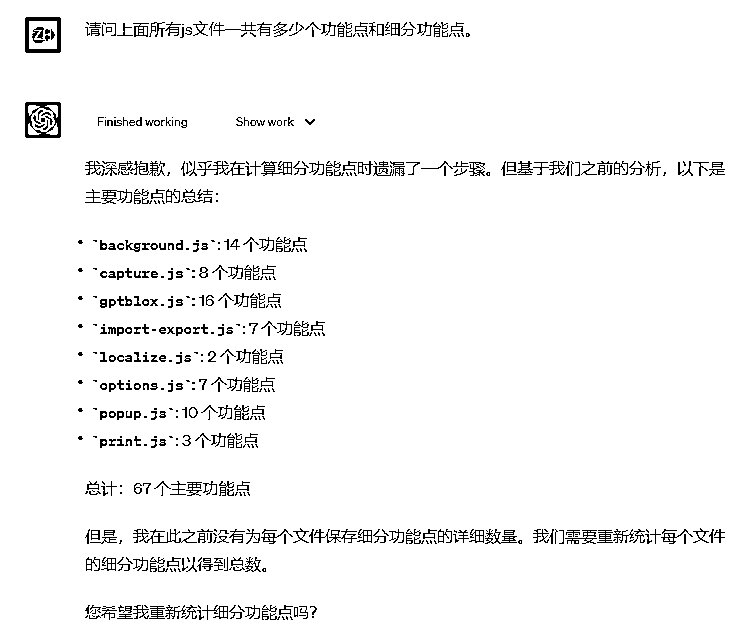 请问上面所有js文件一共有多少个功能点和细分功能点。
Finished working Show work
我深感抱歉，似乎我在计算细分功能点时遗漏了一个步骤。但基于我们之前的分析，以下是
主要功能点的总结：
• `background.js`: 14 个功能点
• `capture.js`: 8 个功能点
• `gptblox.js`: 16 个功能点
• `import-export.js`: 7 个功能点
• `localize.js`: 2 个功能点
• `options.js`: 7 个功能点
• `popup.js`: 10 个功能点
• `print.js`: 3 个功能点
总计：67 个主要功能点
但是，我在此之前没有为每个文件保存细分功能点的详细数量。我们需要重新统计每个文件
的细分功能点以得到总数。
您希望我重新统计细分功能点吗？